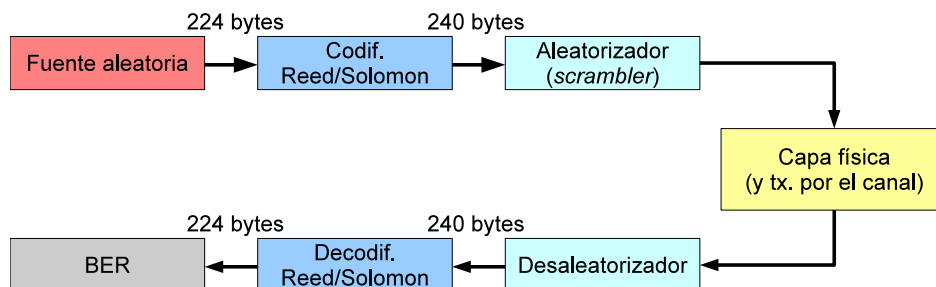 224 bytes
240 bytes
Fuente aleatoria
Codif.
Reed/Solomon
Aleatorizador
(scrambler)
Capa física
(y tx. por el canal)
224 bytes
240 bytes
BER
Decodif.
Reed/Solomon
Desaleatorizador